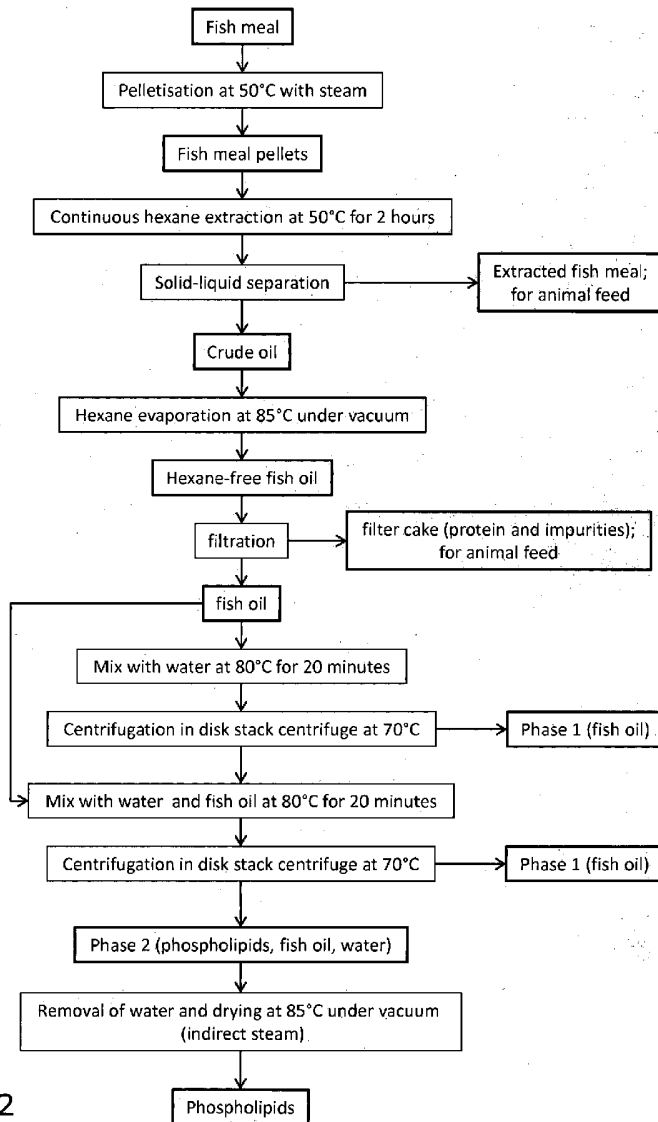 Fish meal
Pelletisation at 50°C with steam
Fish meal pellets
Continuous hexane extraction at 50°C for 2 hours
Solid-liquid separation
Extracted fish meal;
for animal feed
Crude oil
Hexane evaporation at 85°C under vacuum
Hexane-free fish oil
filtration
filter cake (protein and impurities);
for animal feed
fish oil
Mix with water at 80°C for 20 minutes
Centrifugation in disk stack centrifuge at 70°C
Phase 1 (fish oil)
Mix with water and fish oil at 80°C for 20 minutes
Centrifugation in disk stack centrifuge at 70°C
Phase 1 (fish oil)
Phase 2 (phospholipids, fish oil, water)
Removal of water and drying at 85°C under vacuum
(indirect steam)
Phospholipids
2